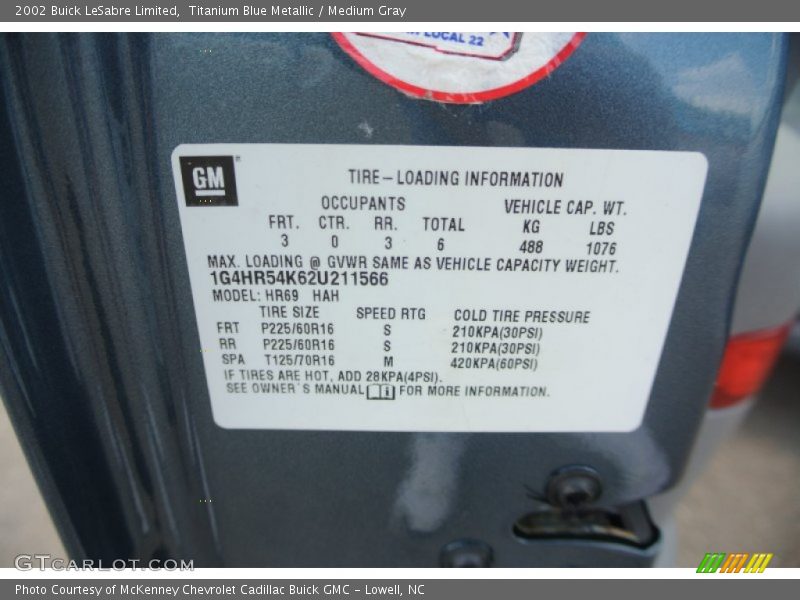 2002 Buick LeSabre Limited, Titanium Blue Metallic / Medium Gray
LOCAL 22
GM
TIRE-LOADING INFORMATION
OCCUPANTS VEHICLE CAP. WT.
FRT. CTR. RR. TOTAL KG LBS
3 0 3 6 488 1076
MAX. LOADING @ GVWR SAME AS VEHICLE CAPACITY WEIGHT.
1G4HR54K62U211566
MODEL: HR69 HAH
TIRE SIZE SPEED RTG COLD TIRE PRESSURE
FRT P225/60R16 S 210KPA(30PSI)
RR P225/60R16 S 210KPA(30PSI)
SPA T125/70R16 M 420KPA(60PSI)
IF TIRES ARE HOT, ADD 28KPA(4PSI).
SEE OWNER'S MANUAL i FOR MORE INFORMATION.
GTCARLOT.COM
Photo Courtesy of McKenney Chevrolet Cadillac Buick GMC - Lowell, NC